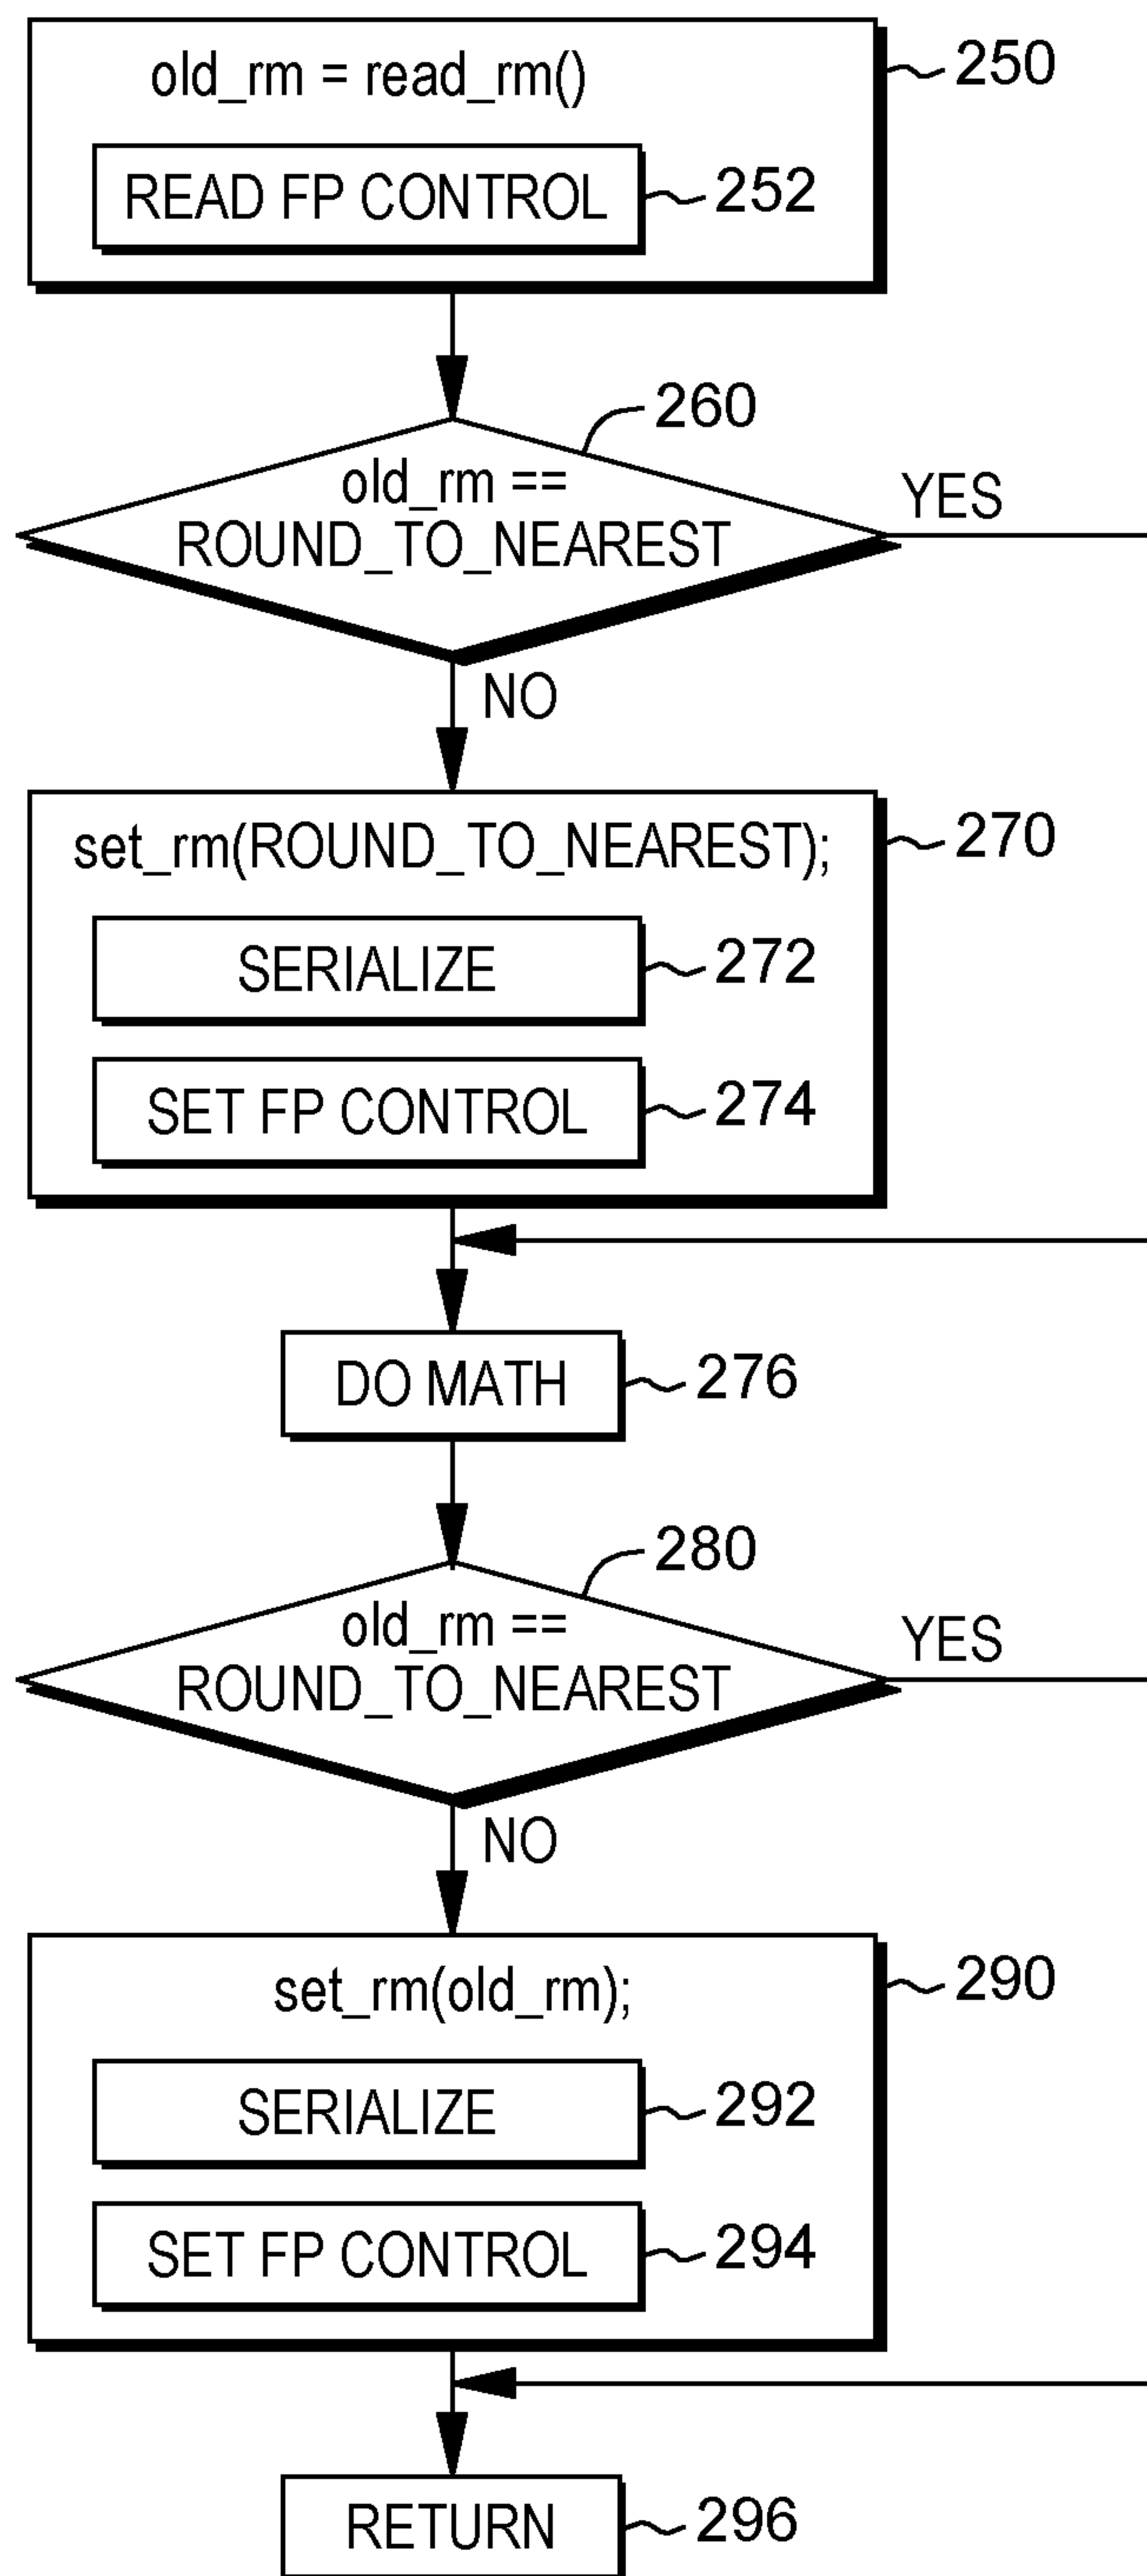 old_rm = read_rm()
250
READ FP CONTROL
252
260
old_rm ==
ROUND_TO_NEAREST
YES
NO
set_rm(ROUND_TO_NEAREST);
270
SERIALIZE
272
SET FP CONTROL
274
DO MATH
276
280
old_rm ==
ROUND_TO_NEAREST
YES
NO
set_rm(old_rm);
290
SERIALIZE
292
SET FP CONTROL
294
RETURN
296